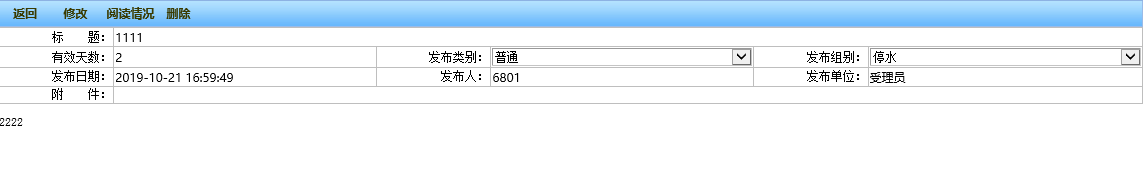 返回 修改 阅读情况 删除
标 题： 1111
有效天数： 2 发布类别： 普通 发布组别： 停水
发布日期： 2019-10-21 16:59:49 发布人： 6801 发布单位： 受理员
附 件：
2222